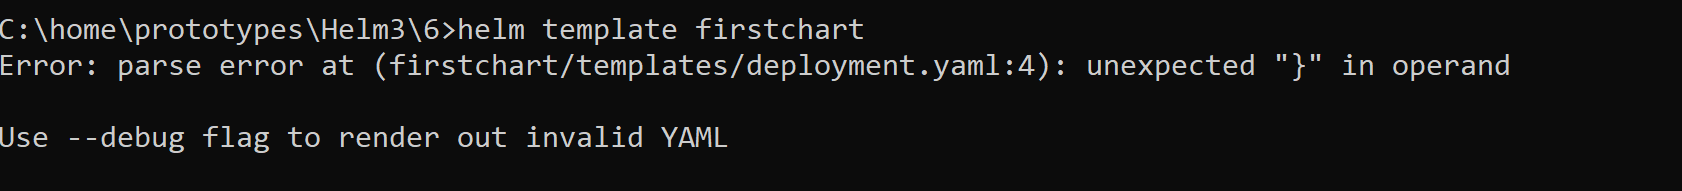 C:\home\prototypes\Helm3\6>helm template firstchart
Error: parse error at (firstchart/templates/deployment.yaml:4): unexpected "}" in operand
Use --debug flag to render out invalid YAML